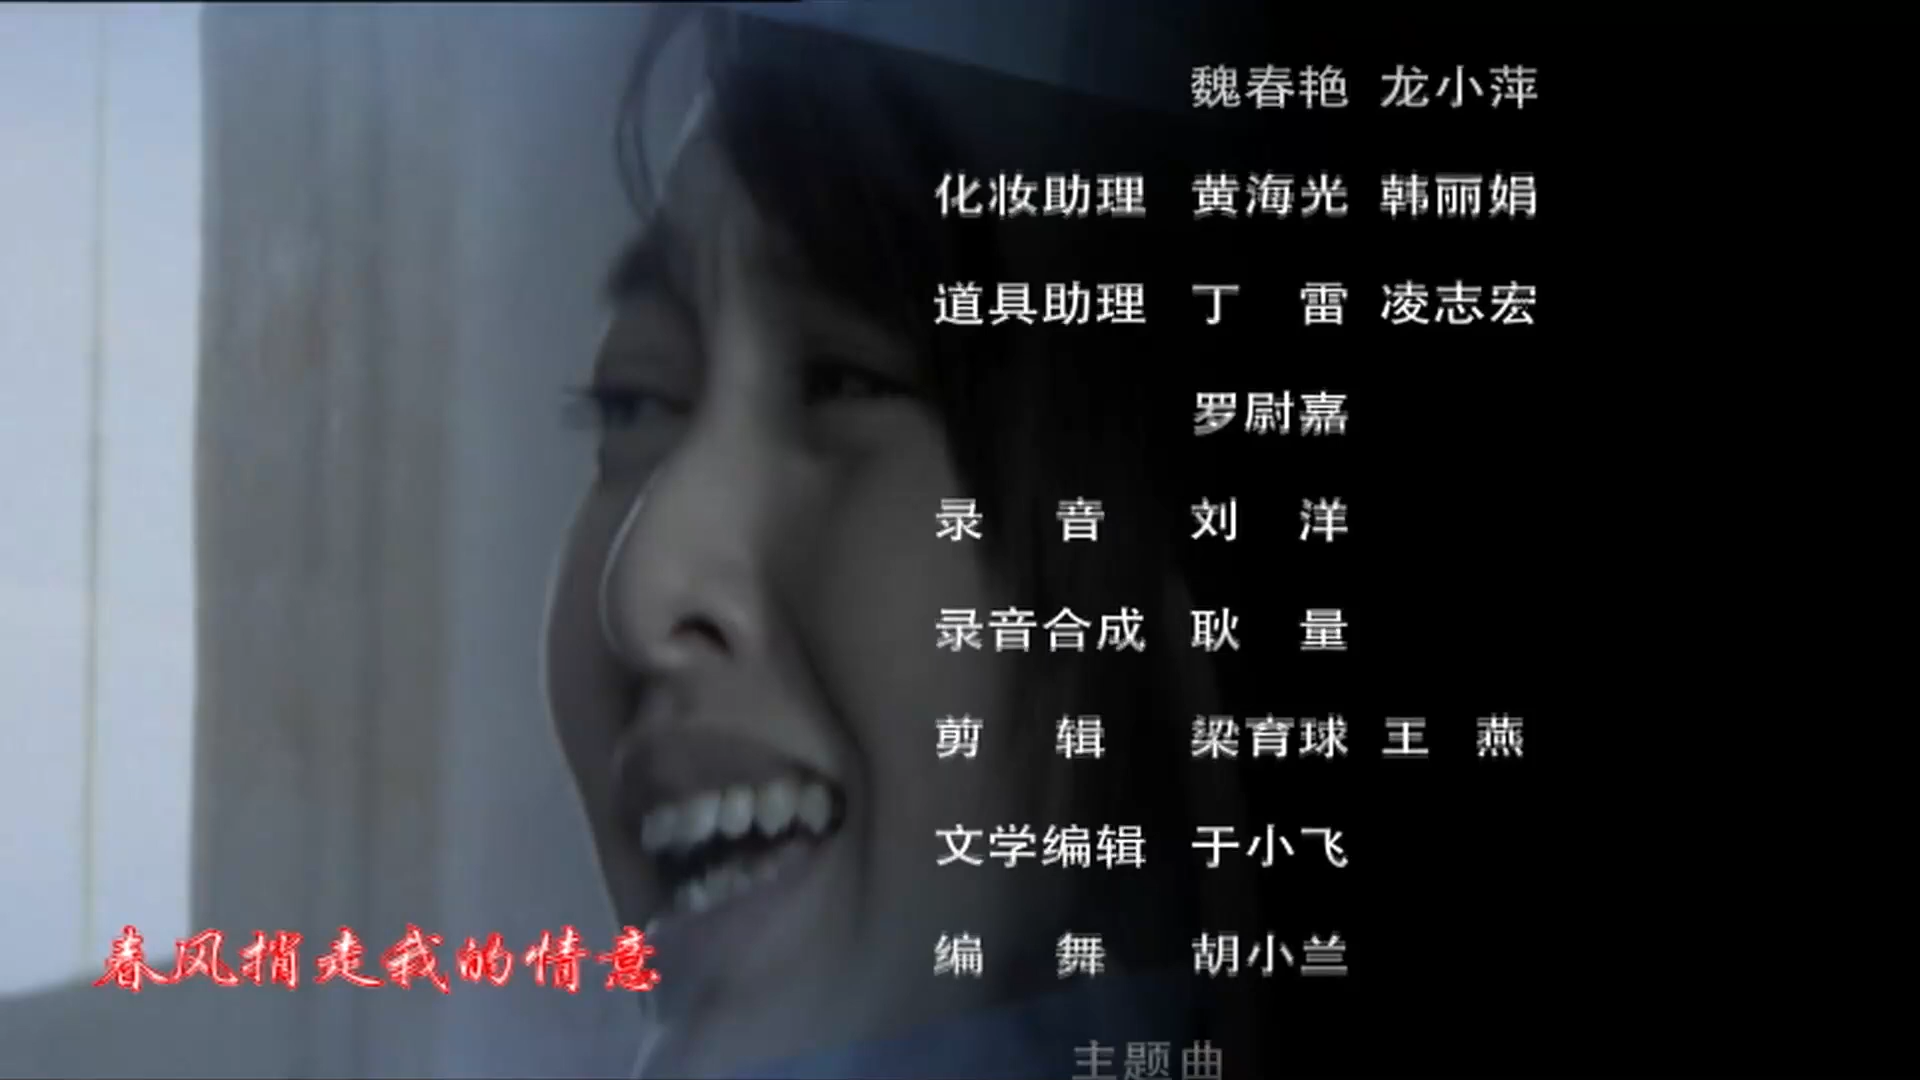 魏春艳 龙小萍
化妆助理 黄海光 韩丽娟
道具助理 丁 雷 凌志宏
罗尉嘉
录 音 刘 洋
录音合成 耿 量
剪 辑 梁育球 王 燕
文学编辑 于小飞
编 舞 胡小兰
春风捎走我的情意
主题曲